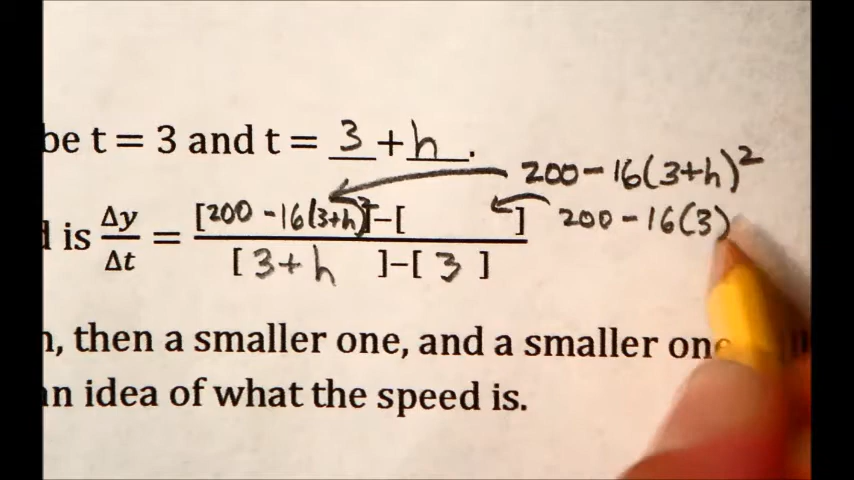 be t = 3 and t = 3 + h.
200 - 16(3+h)²
is Δy/Δt = [200 - 16(3+h)²] - [ ] / [3+h] - [3]
200 - 16(3)
, then a smaller one, and a smaller one
an idea of what the speed is.